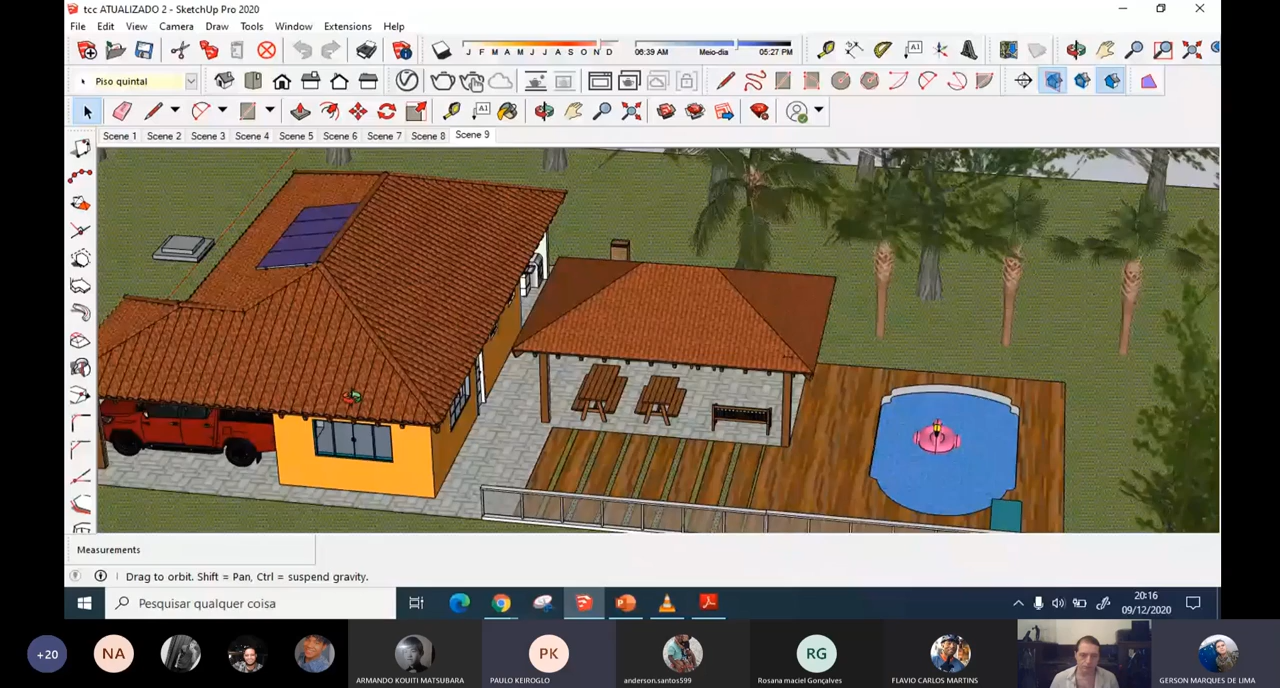 tcc ATUALIZADO 2 - SketchUp Pro 2020
File Edit View Camera Draw Tools Window Extensions Help
J F M A M J J A S O N D 06:39 AM Meio-dia 05:27 PM
Piso quintal
Scene 1 Scene 2 Scene 3 Scene 4 Scene 5 Scene 6 Scene 7 Scene 8 Scene 9
Measurements
Drag to orbit. Shift = Pan, Ctrl = suspend gravity.
Pesquisar qualquer coisa
20:16
09/12/2020
+20 NA PK RG
ARMANDO KOUITI MATSUBARA PAULO KEIROGLO anderson.santos599 Rosana maciel Gonçalves FLAVIO CARLOS MARTINS GERSON MARQUES DE LIMA